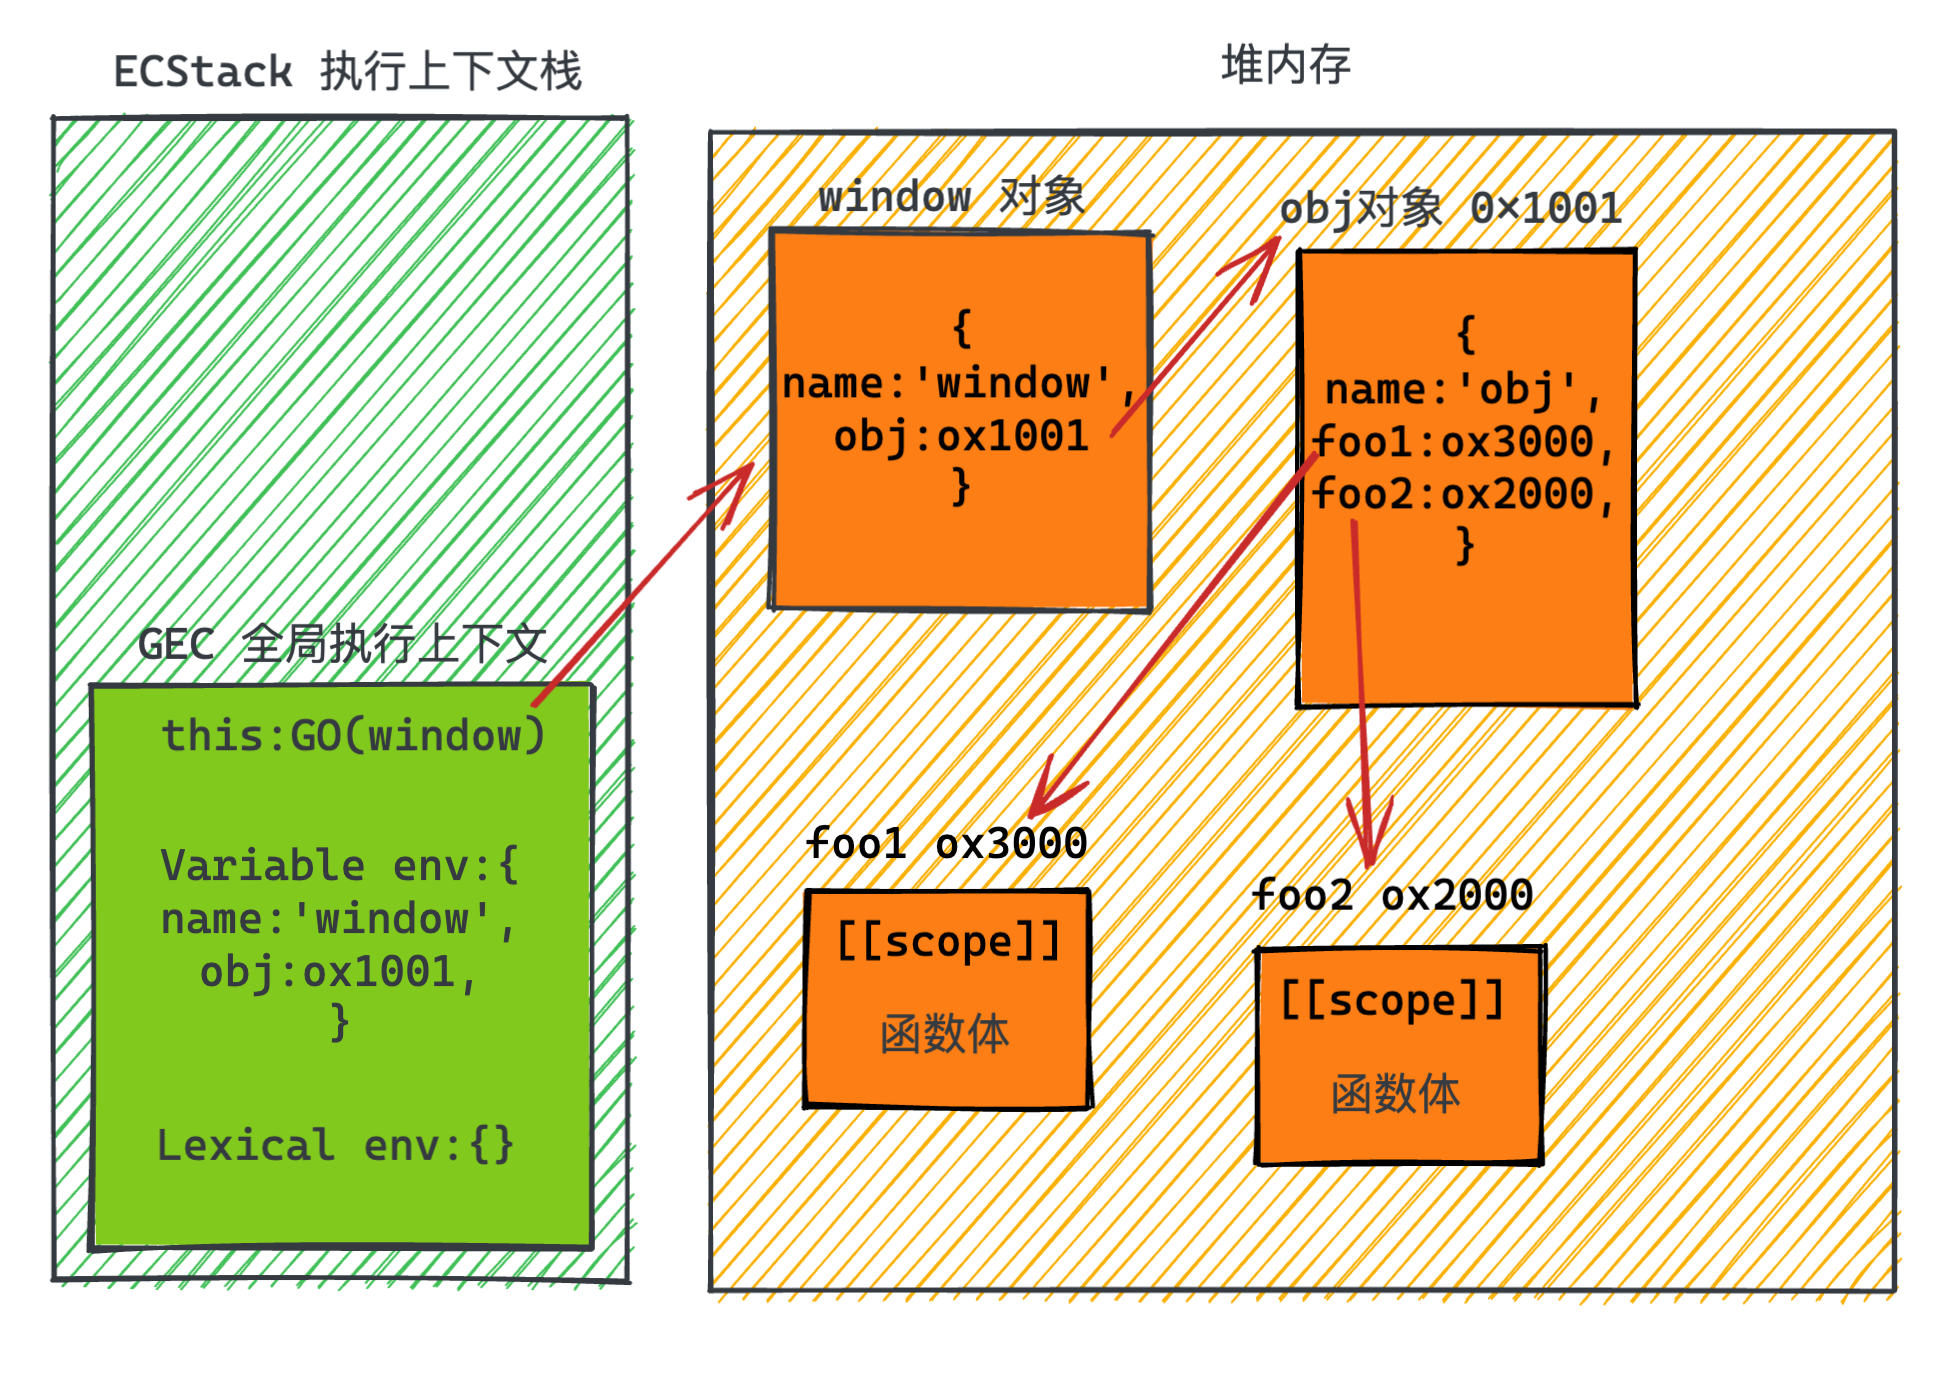 ECStack 执行上下文栈
GEC 全局执行上下文
this:GO(window)
Variable env:{
name:'window',
obj:ox1001,
}
Lexical env:{}
堆内存
window 对象
{
name:'window',
obj:ox1001
}
obj对象 0×1001
{
name:'obj',
foo1:ox3000,
foo2:ox2000,
}
foo1 ox3000
[[scope]]
函数体
foo2 ox2000
[[scope]]
函数体